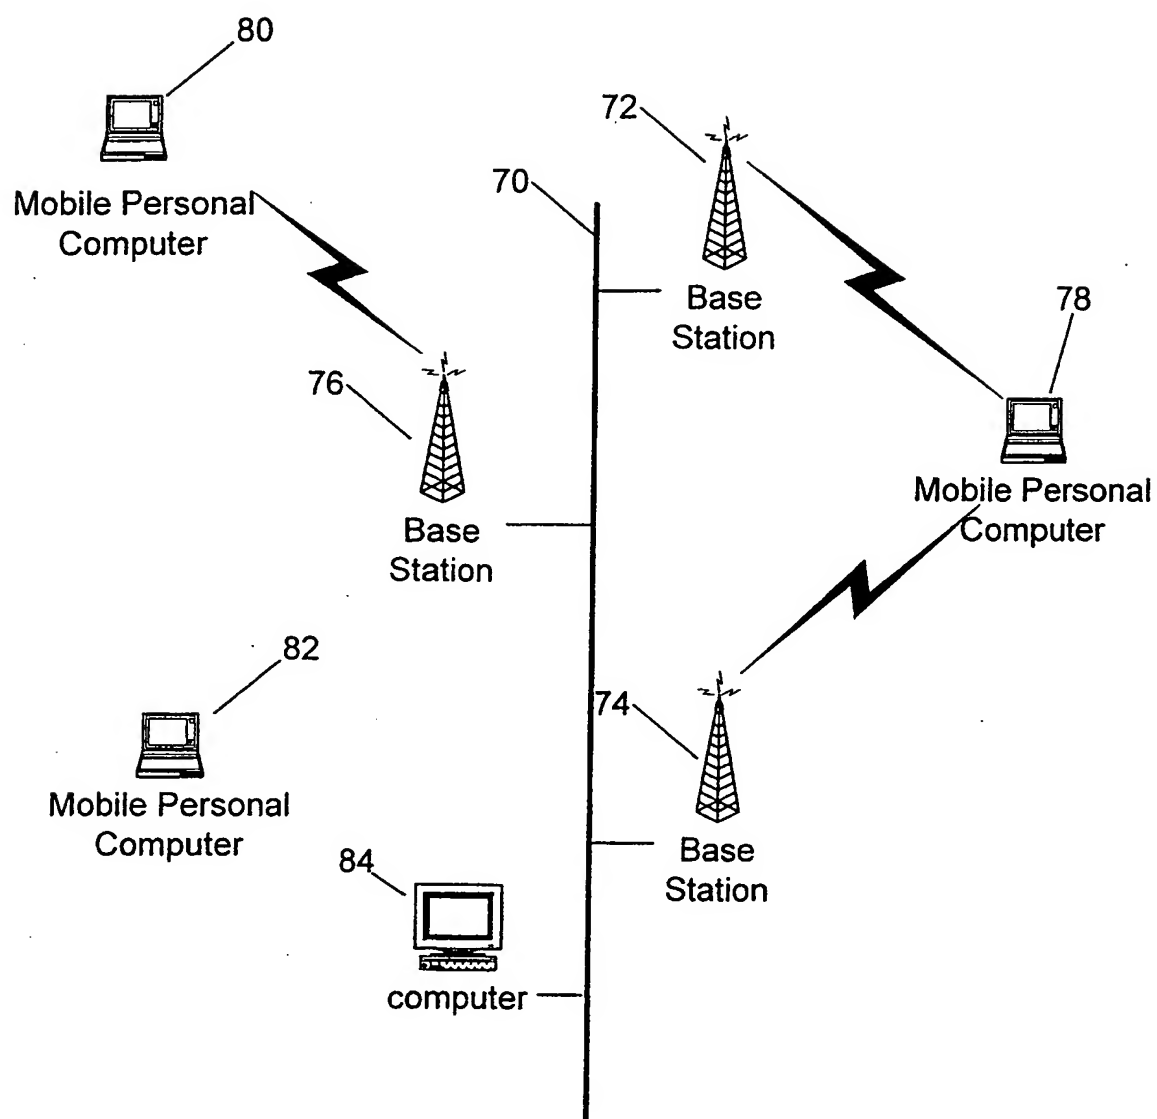 80
Mobile Personal
Computer
72
70
Base
Station
78
Mobile Personal
Computer
76
Base
Station
82
Mobile Personal
Computer
74
Base
Station
84
computer